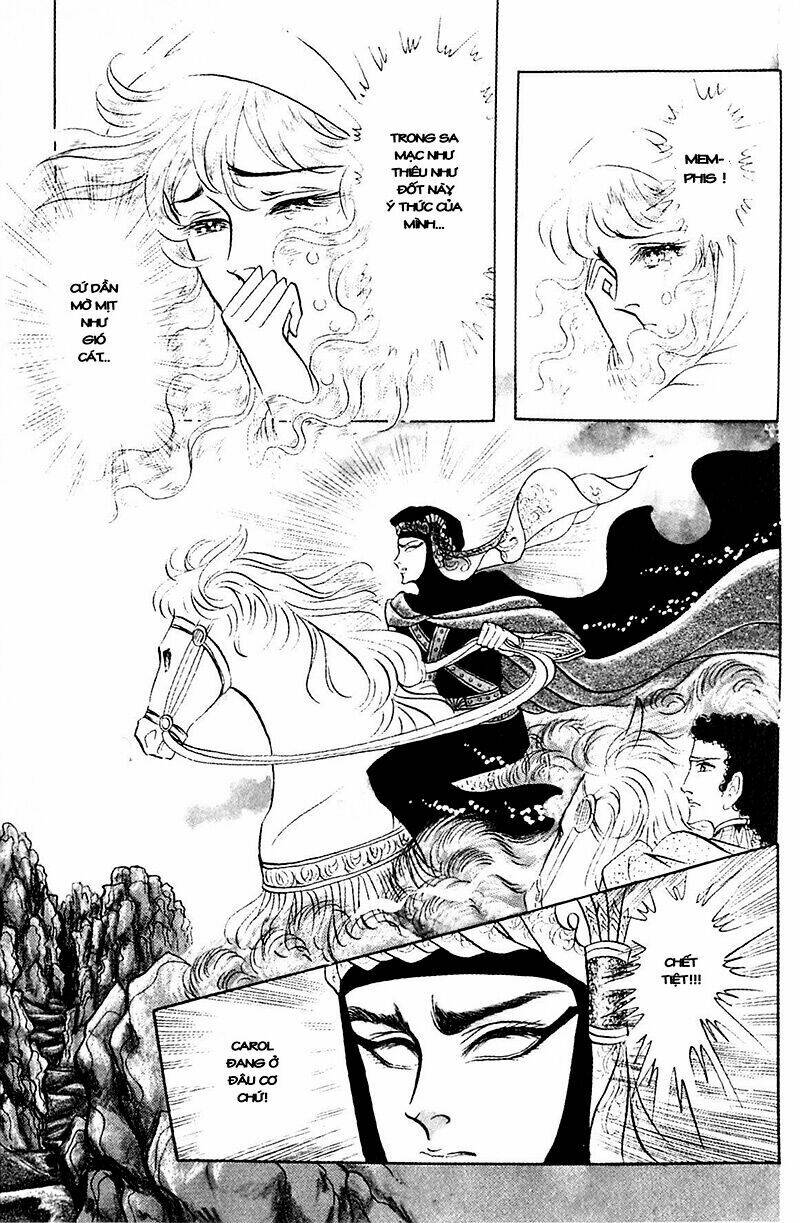 MEM-
PHIS !
TRONG SA
MẠC NHƯ
THIÊU NHƯ
ĐỐT NÀY
Ý THỨC CỦA
MÌNH...
CỨ DẦN
MỜ MỊT
NHƯ
GIÓ
CÁT...
CHẾT
TIỆT!!!
CAROL
ĐANG Ở
ĐÂU CƠ
CHỨ!